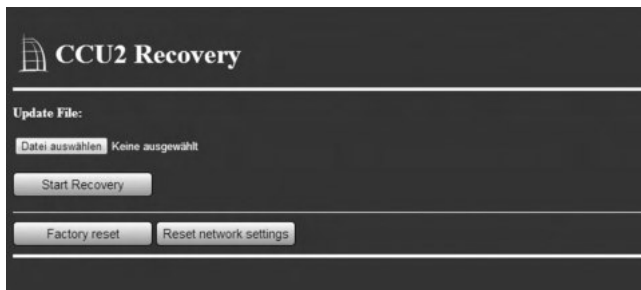 CCU2 Recovery
Update File:
Datei auswählen Keine ausgewählt
Start Recovery
Factory reset Reset network settings